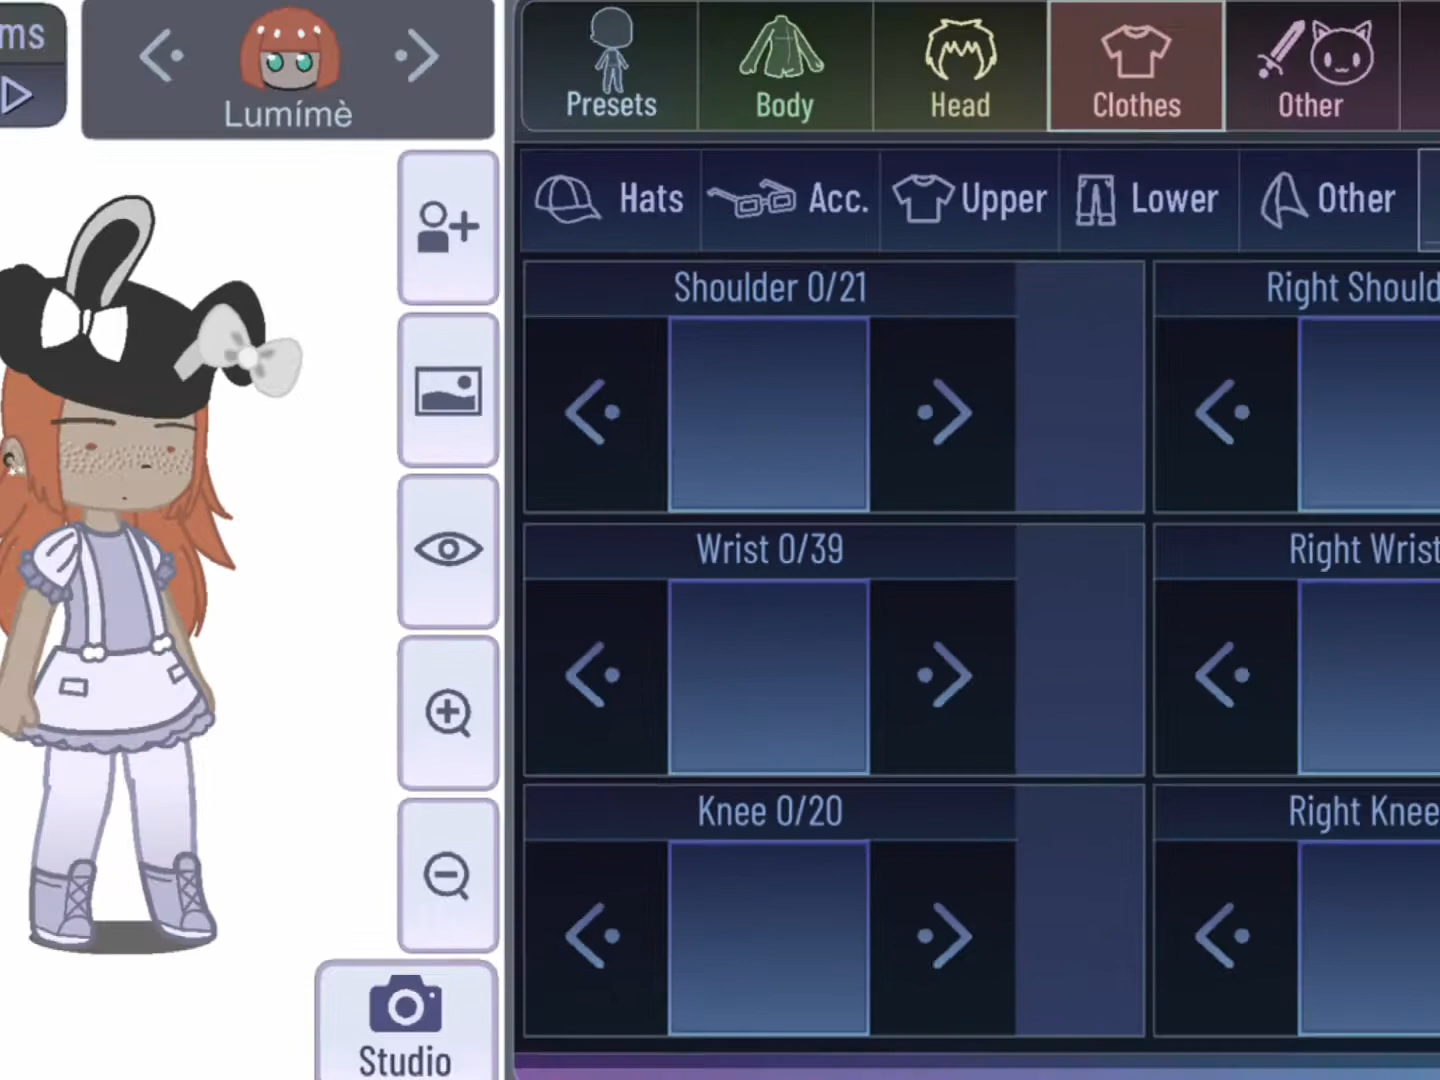 ms
Lumímè
Presets
Body
Head
Clothes
Other
Hats
Acc.
Upper
Lower
Other
Shoulder 0/21
Right Should
Wrist 0/39
Right Wrist
Knee 0/20
Right Knee
Studio